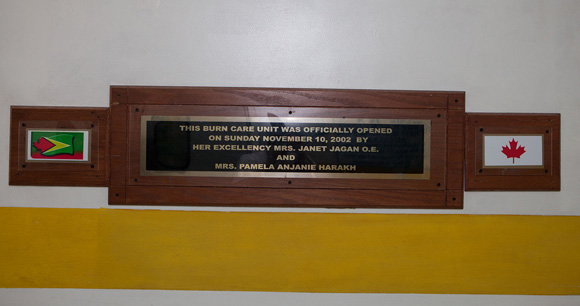 THIS BURN CARE UNIT WAS OFFICIALLY OPENED
ON SUNDAY NOVEMBER 10, 2002 BY
HER EXCELLENCY MRS. JANET JAGAN O.E.
AND
MRS. PAMELA ANJANIE HARAKH